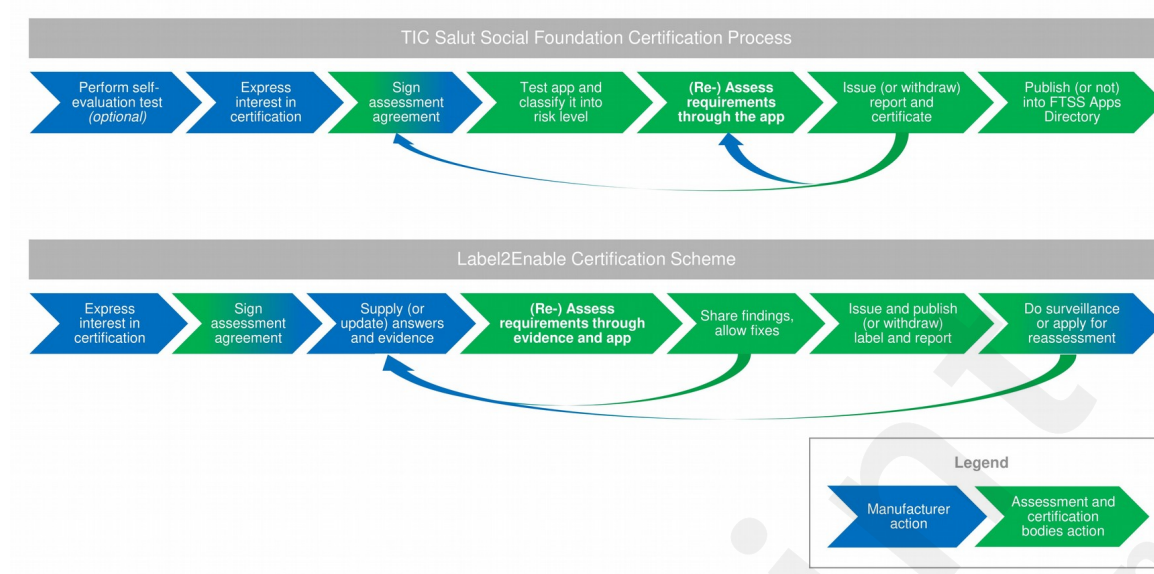 TIC Salut Social Foundation Certification Process
Perform self-
evaluation test
(optional)
Express
interest in
certification
Sign
assessment
agreement
Test app and
classify it into
risk level
(Re-) Assess
requirements
through the app
Issue (or withdraw)
report and
certificate
Publish (or not)
into FTSS Apps
Directory
Label2Enable Certification Scheme
Express
interest in
certification
Sign
assessment
agreement
Supply (or
update) answers
and evidence
(Re-) Assess
requirements through
evidence and app
Share findings,
allow fixes
Issue and publish
(or withdraw)
label and report
Do surveillance
or apply for
reassessment
Legend
Manufacturer
action
Assessment and
certification
bodies action